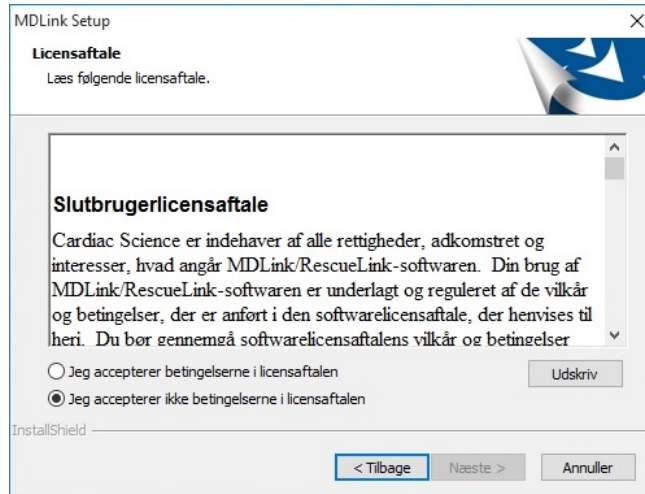 MDLink Setup
Licensaftale
Læs følgende licensaftale.
Slutbrugerlicensaftale
Cardiac Science er indehaver af alle rettigheder, adkomstret og
interesser, hvad angår MDLink/RescueLink-softwaren.  Din brug af
MDLink/RescueLink-softwaren er underlagt og reguleret af de vilkår
og betingelser, der er anført i den softwarelicensaftale, der henvises til
heri.  Du bør gennemgå softwarelicensaftalens vilkår og betingelser
Jeg accepterer betingelserne i licensaftalen
Udskriv
Jeg accepterer ikke betingelserne i licensaftalen
InstallShield
< Tilbage
Næste >
Annuller